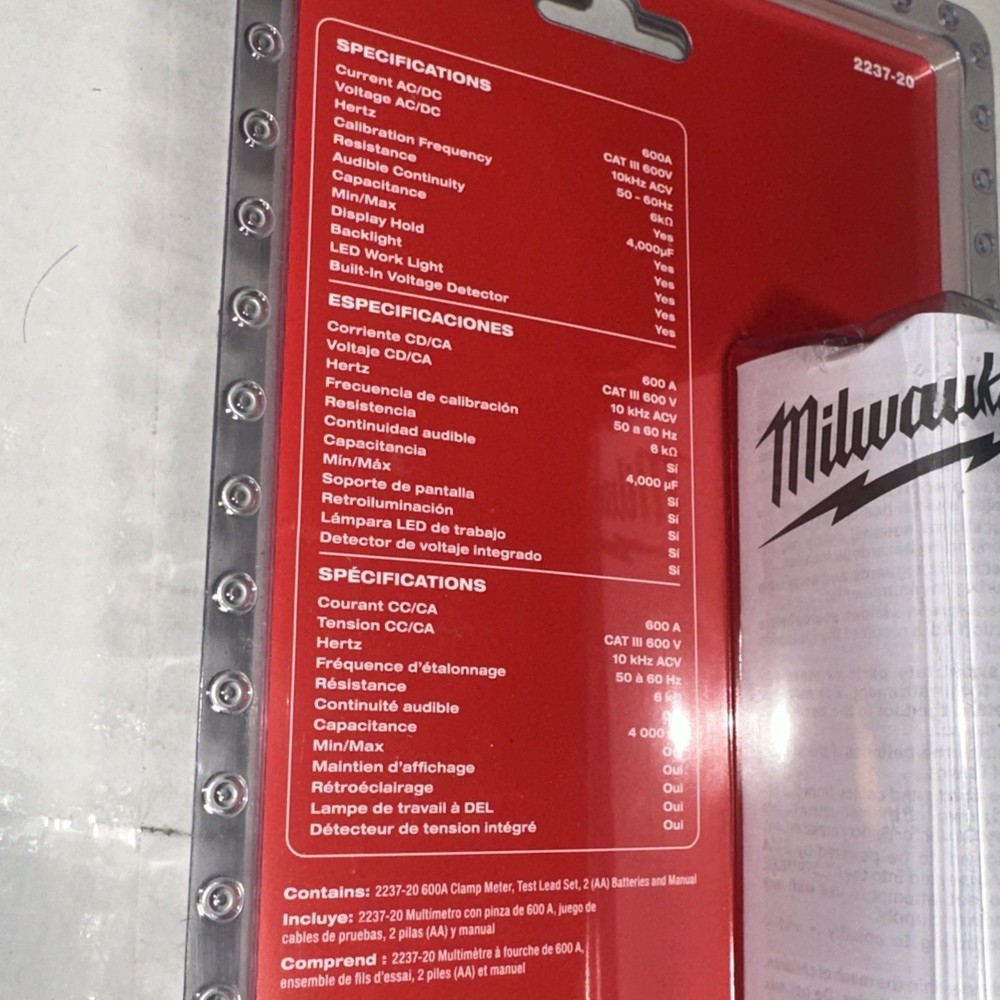 2237-20
SPECIFICATIONS
Current AC/DC 600A
Voltage AC/DC CAT III 600V
Hertz 10kHz ACV
Calibration Frequency 50 - 60Hz
Resistance 6kΩ
Audible Continuity Yes
Capacitance 4,000µF
Min/Max Yes
Display Hold Yes
Backlight Yes
LED Work Light Yes
Built-In Voltage Detector Yes
ESPECIFICACIONES
Corriente CD/CA 600 A
Voltaje CD/CA CAT III 600 V
Hertz 10 kHz ACV
Frecuencia de calibración 50 a 60 Hz
Resistencia 6 kΩ
Continuidad audible Sí
Capacitancia 4,000 µF
Mín/Máx Sí
Soporte de pantalla Sí
Retroiluminación Sí
Lámpara LED de trabajo Sí
Detector de voltaje integrado Sí
SPÉCIFICATIONS
Courant CC/CA 600 A
Tension CC/CA CAT III 600 V
Hertz 10 kHz ACV
Fréquence d'étalonnage 50 à 60 Hz
Résistance 6
Continuité audible
Capacitance 4 000
Min/Max
Maintien d'affichage Oui
Rétroéclairage Oui
Lampe de travail à DEL Oui
Détecteur de tension intégré Oui
Contains: 2237-20 600A Clamp Meter, Test Lead Set, 2 (AA) Batteries and Manual
Incluye: 2237-20 Multímetro con pinza de 600 A, juego de
cables de pruebas, 2 pilas (AA) y manual
Comprend : 2237-20 Multimètre à fourche de 600 A,
ensemble de fils d'essai, 2 piles (AA) et manuel
Milwauk